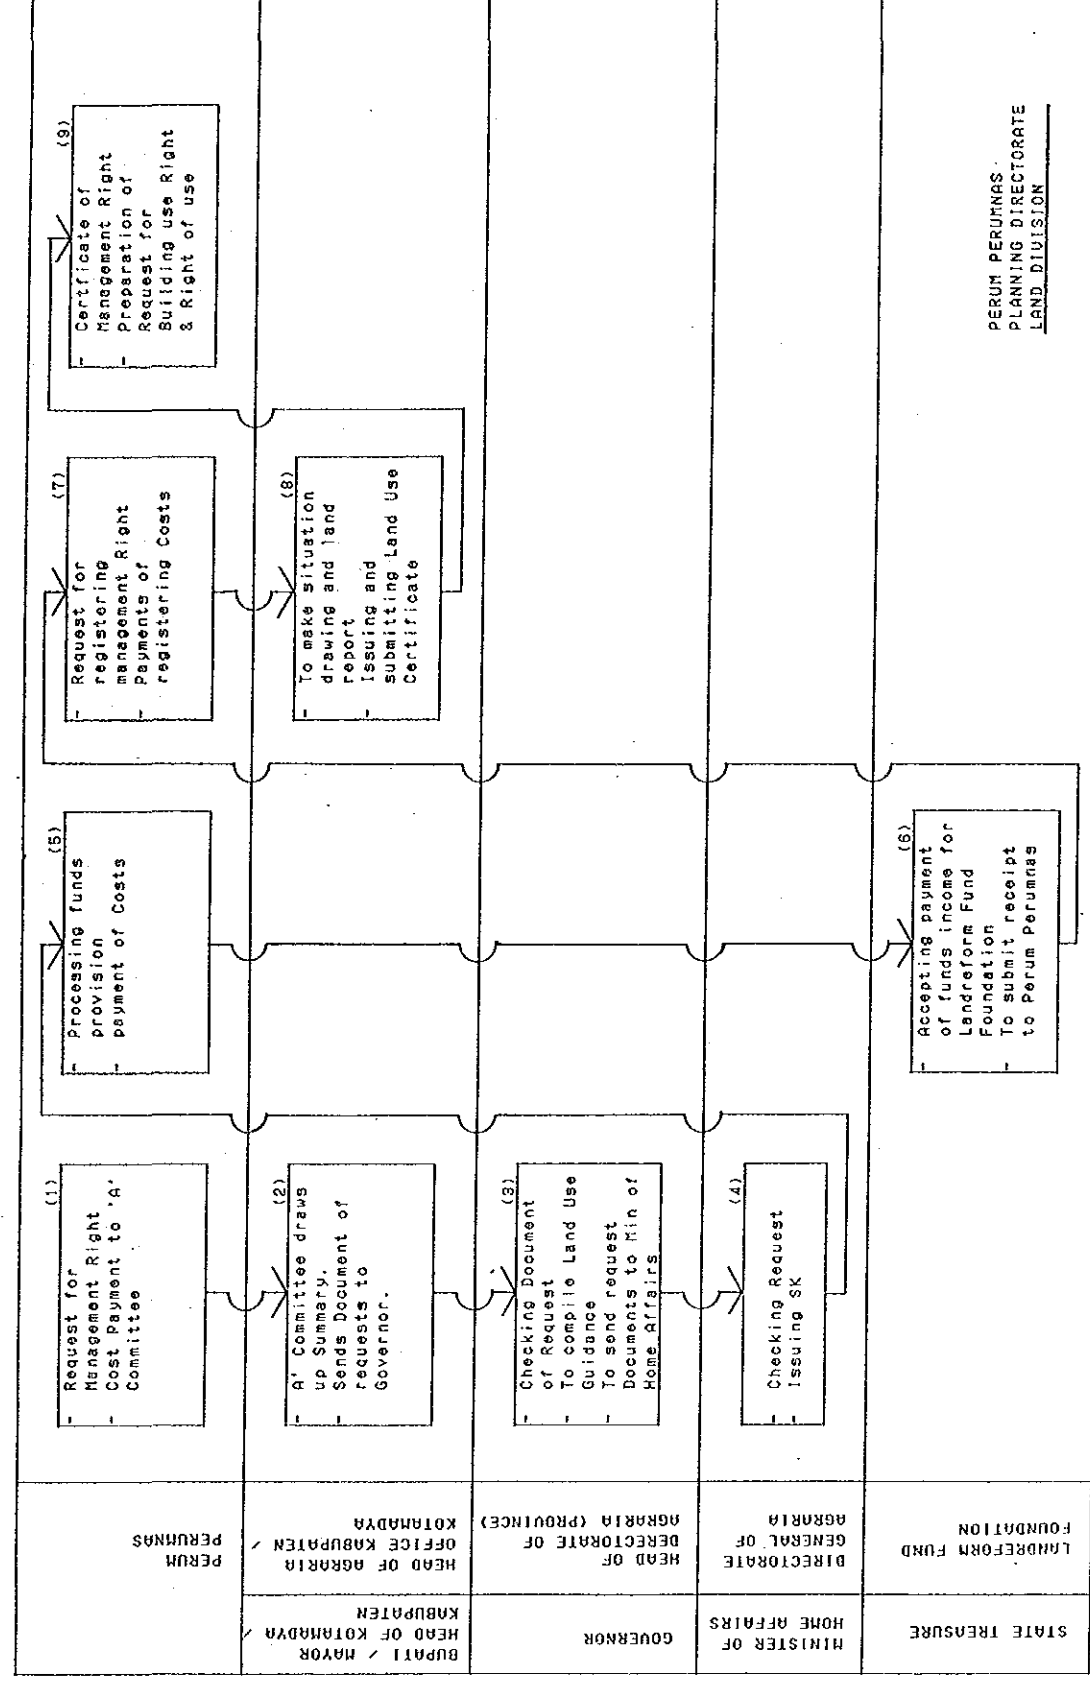 PERUM
PERUMNAS
BUPATI / MAYOR
HEAD OF KOTAMADYA /
KABUPATEN
HEAD OF AGRARIA
OFFICE KABUPATEN /
KOTAMADYA
GOVERNOR
HEAD OF
DERECTORATE OF
AGRARIA (PROVINCE)
MINISTER OF
HOME AFFAIRS
DIRECTORATE
GENERAL OF
AGRARIA
STATE TREASURE
LANDREFORM FUND
FOUNDATION
(1)
- Request for
Management Right
- Cost Payment to 'A'
Committee
(2)
- A' Committee draws
up Summary.
- Sends Document of
requests to
Governor.
(3)
- Checking Document
of Request
- To compile Land Use
Guidance
- To send request
Documents to Min of
Home Affairs
(4)
- Checking Request
- Issuing SK
(5)
- Processing funds
provision
- payment of Costs
(6)
- Accepting payment
of funds income for
Landreform Fund
Foundation
- To submit receipt
to Perum Perumnas
(7)
- Request for
registering
management Right
- Payments of
registering Costs
(8)
- To make situation
drawing and land
report
- Issuing and
submitting Land Use
Certificate
(9)
- Certficate of
Management Right
- Preparation of
Request for
Building use Right
& Right of use
PERUM PERUMNAS
PLANNING DIRECTORATE
LAND DIVISION